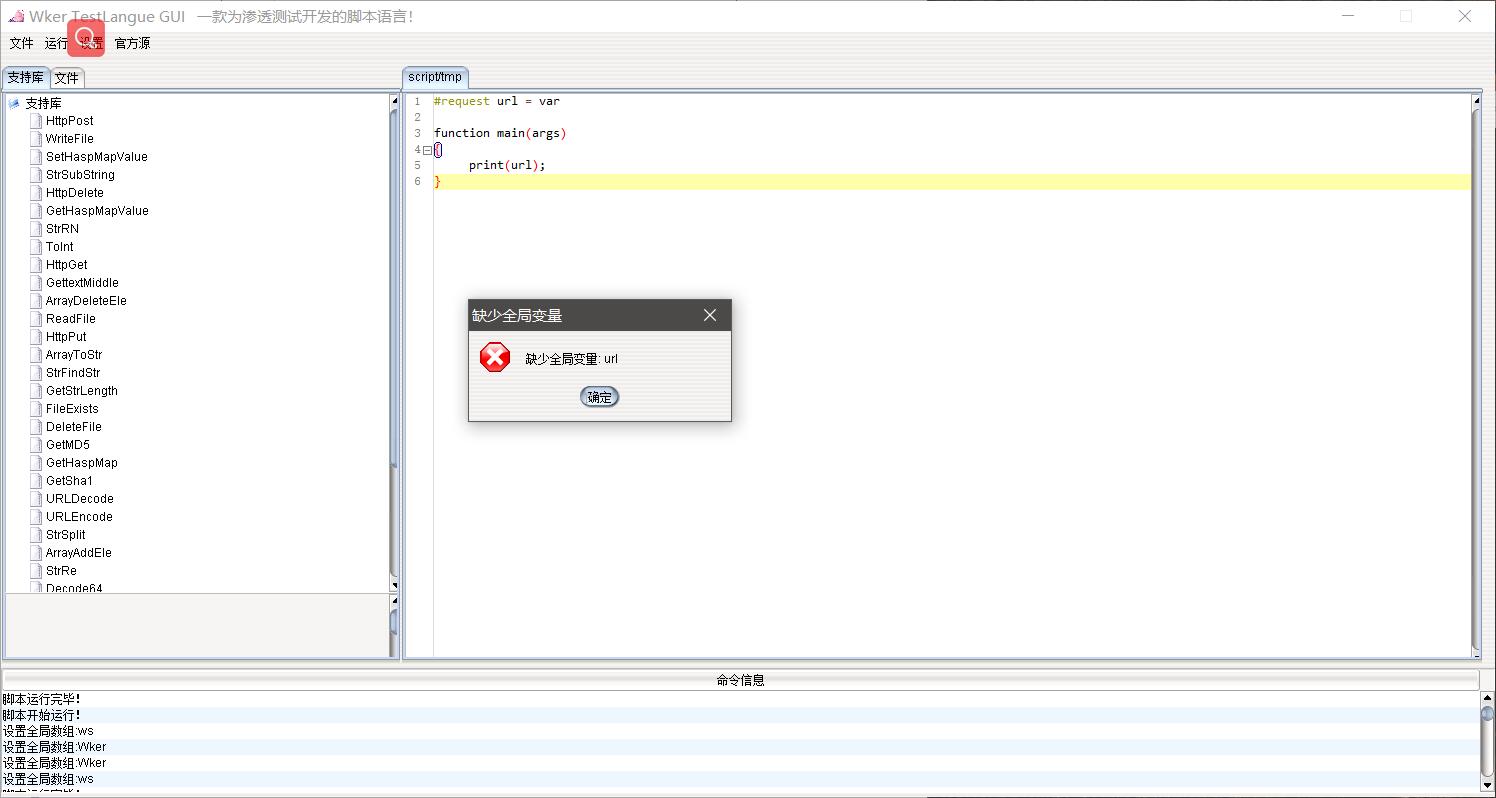 Wker TestLangue GUI 一款为渗透测试开发的脚本语言!
文件 运行 设置 官方源
支持库 文件
script/tmp
支持库
HttpPost
WriteFile
SetHaspMapValue
StrSubString
HttpDelete
GetHaspMapValue
StrRN
ToInt
HttpGet
GettextMiddle
ArrayDeleteEle
ReadFile
HttpPut
ArrayToStr
StrFindStr
GetStrLength
FileExists
DeleteFile
GetMD5
GetHaspMap
GetSha1
URLDecode
URLEncode
StrSplit
ArrayAddEle
StrRe
Decode64
1 #request url = var
2
3 function main(args)
4 {
5 print(url);
6 }
缺少全局变量
缺少全局变量: url
确定
命令信息
脚本运行完毕!
脚本开始运行!
设置全局数组:ws
设置全局数组:Wker
设置全局数组:Wker
设置全局数组:ws
脚本运行完毕!